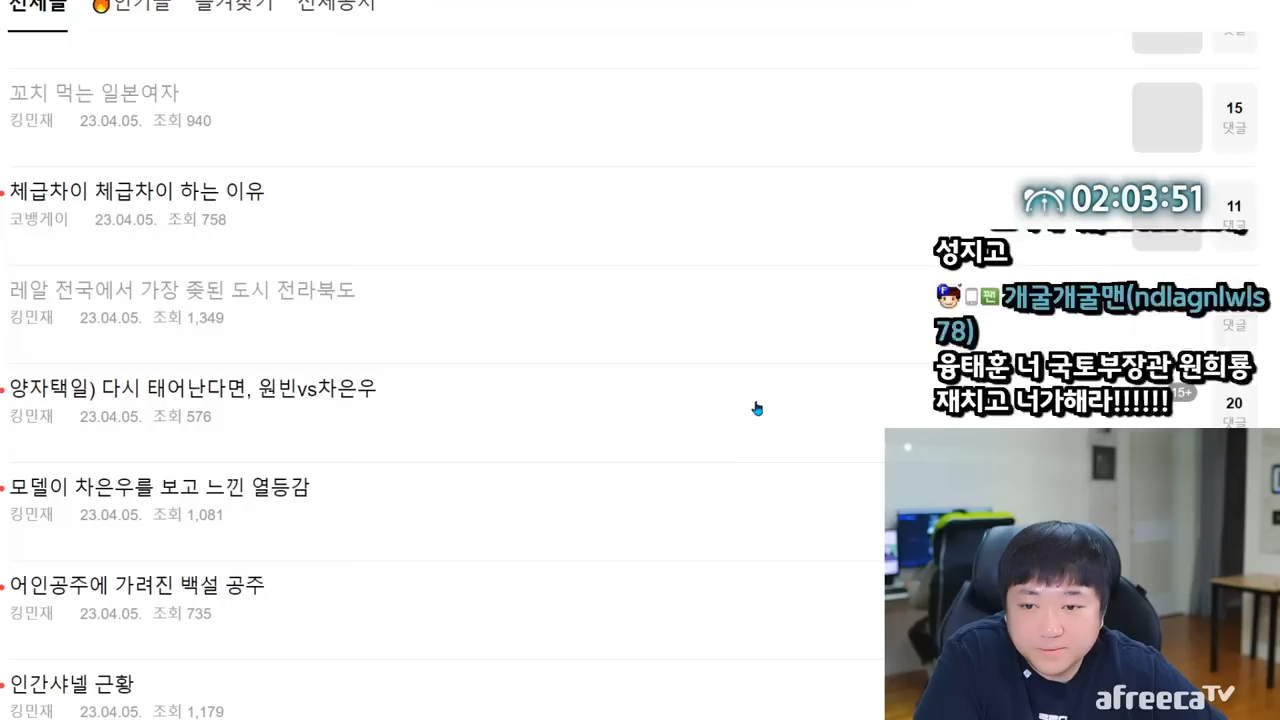 전체글 🔥인기글 즐겨찾기 전체공지
댓글
꼬치 먹는 일본여자
킹민재 23.04.05. 조회 940
15
댓글
체급차이 체급차이 하는 이유
코뱅게이 23.04.05. 조회 758
11
댓글
02:03:51
성지고
레알 전국에서 가장 좆된 도시 전라북도
킹민재 23.04.05. 조회 1,349
댓글
개굴개굴맨(ndlagnlwls
78)
융태훈 너 국토부장관 원희룡
재치고 너가해라!!!!!!
양자택일) 다시 태어난다면, 원빈vs차은우
킹민재 23.04.05. 조회 576
15+
20
댓글
모델이 차은우를 보고 느낀 열등감
킹민재 23.04.05. 조회 1,081
어인공주에 가려진 백설 공주
킹민재 23.04.05. 조회 735
인간샤넬 근황
킹민재 23.04.05. 조회 1,179
afreecaTV